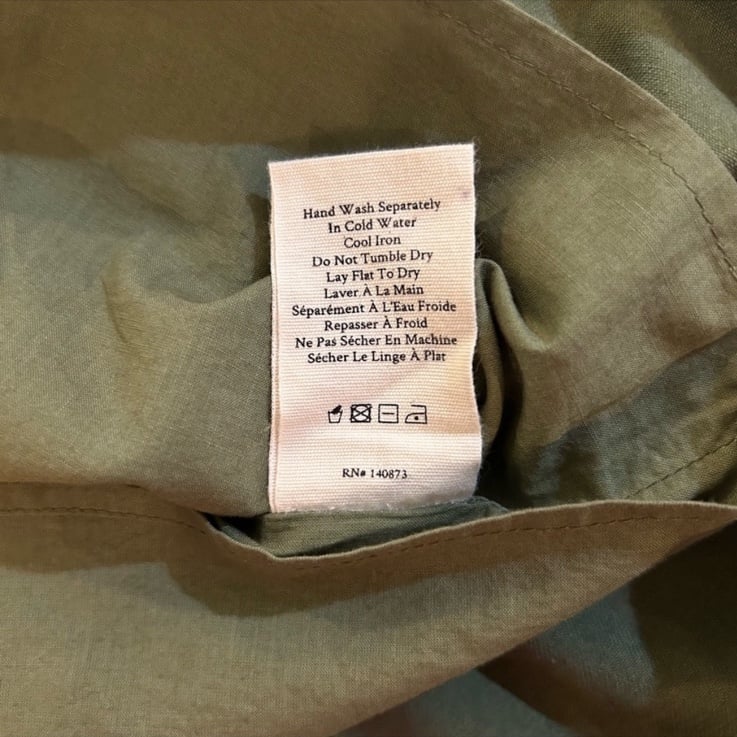 Hand Wash Separately
In Cold Water
Cool Iron
Do Not Tumble Dry
Lay Flat To Dry
Laver À La Main
Séparément À L'Eau Froide
Repasser À Froid
Ne Pas Sécher En Machine
Sécher Le Linge À Plat
RN# 140873